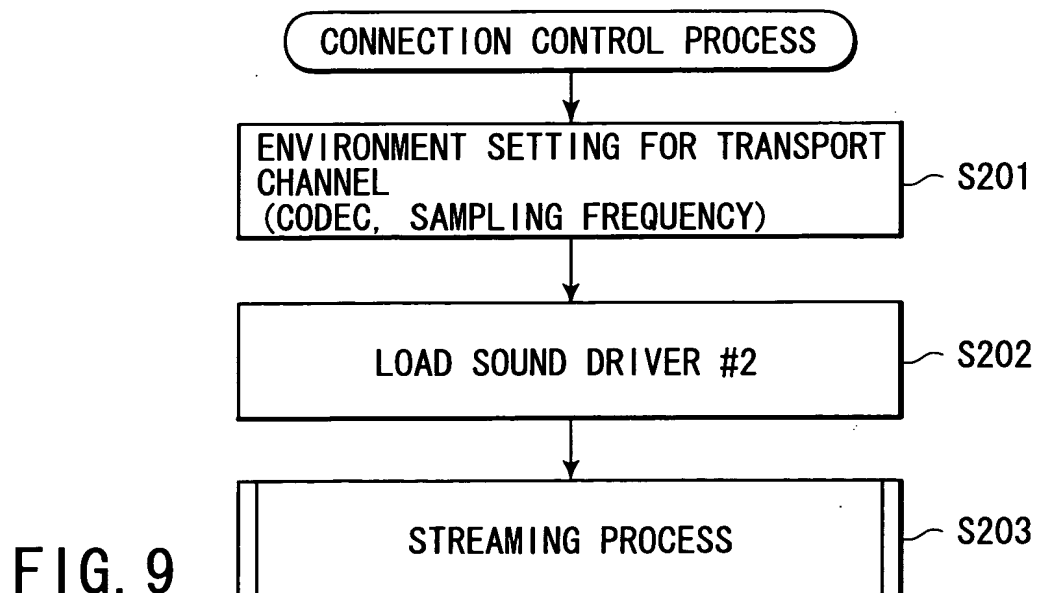 CONNECTION CONTROL PROCESS
ENVIRONMENT SETTING FOR TRANSPORT
CHANNEL
(CODEC, SAMPLING FREQUENCY)
S201
LOAD SOUND DRIVER #2
S202
STREAMING PROCESS
S203
FIG. 9